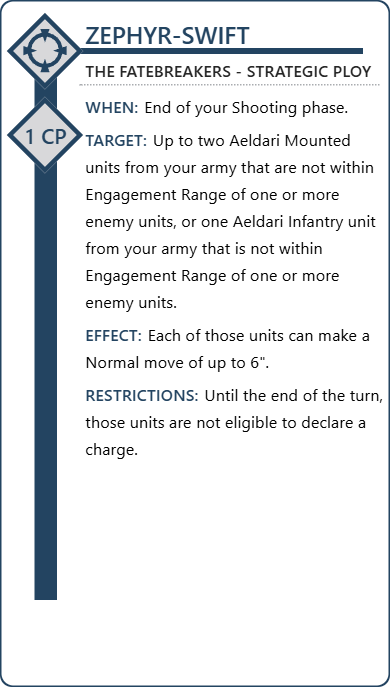 ZEPHYR-SWIFT
THE FATEBREAKERS - STRATEGIC PLOY
1 CP
WHEN: End of your Shooting phase.
TARGET: Up to two Aeldari Mounted
units from your army that are not within
Engagement Range of one or more
enemy units, or one Aeldari Infantry unit
from your army that is not within
Engagement Range of one or more
enemy units.
EFFECT: Each of those units can make a
Normal move of up to 6".
RESTRICTIONS: Until the end of the turn,
those units are not eligible to declare a
charge.